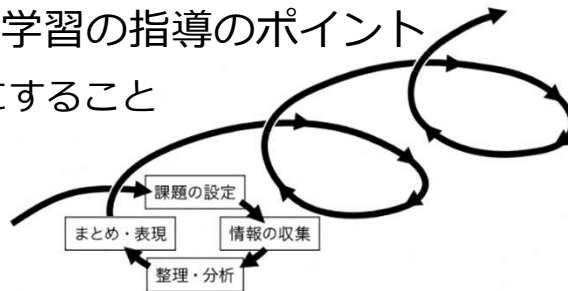 学習の指導のポイント
にすること
課題の設定
まとめ・表現
情報の収集
整理・分析